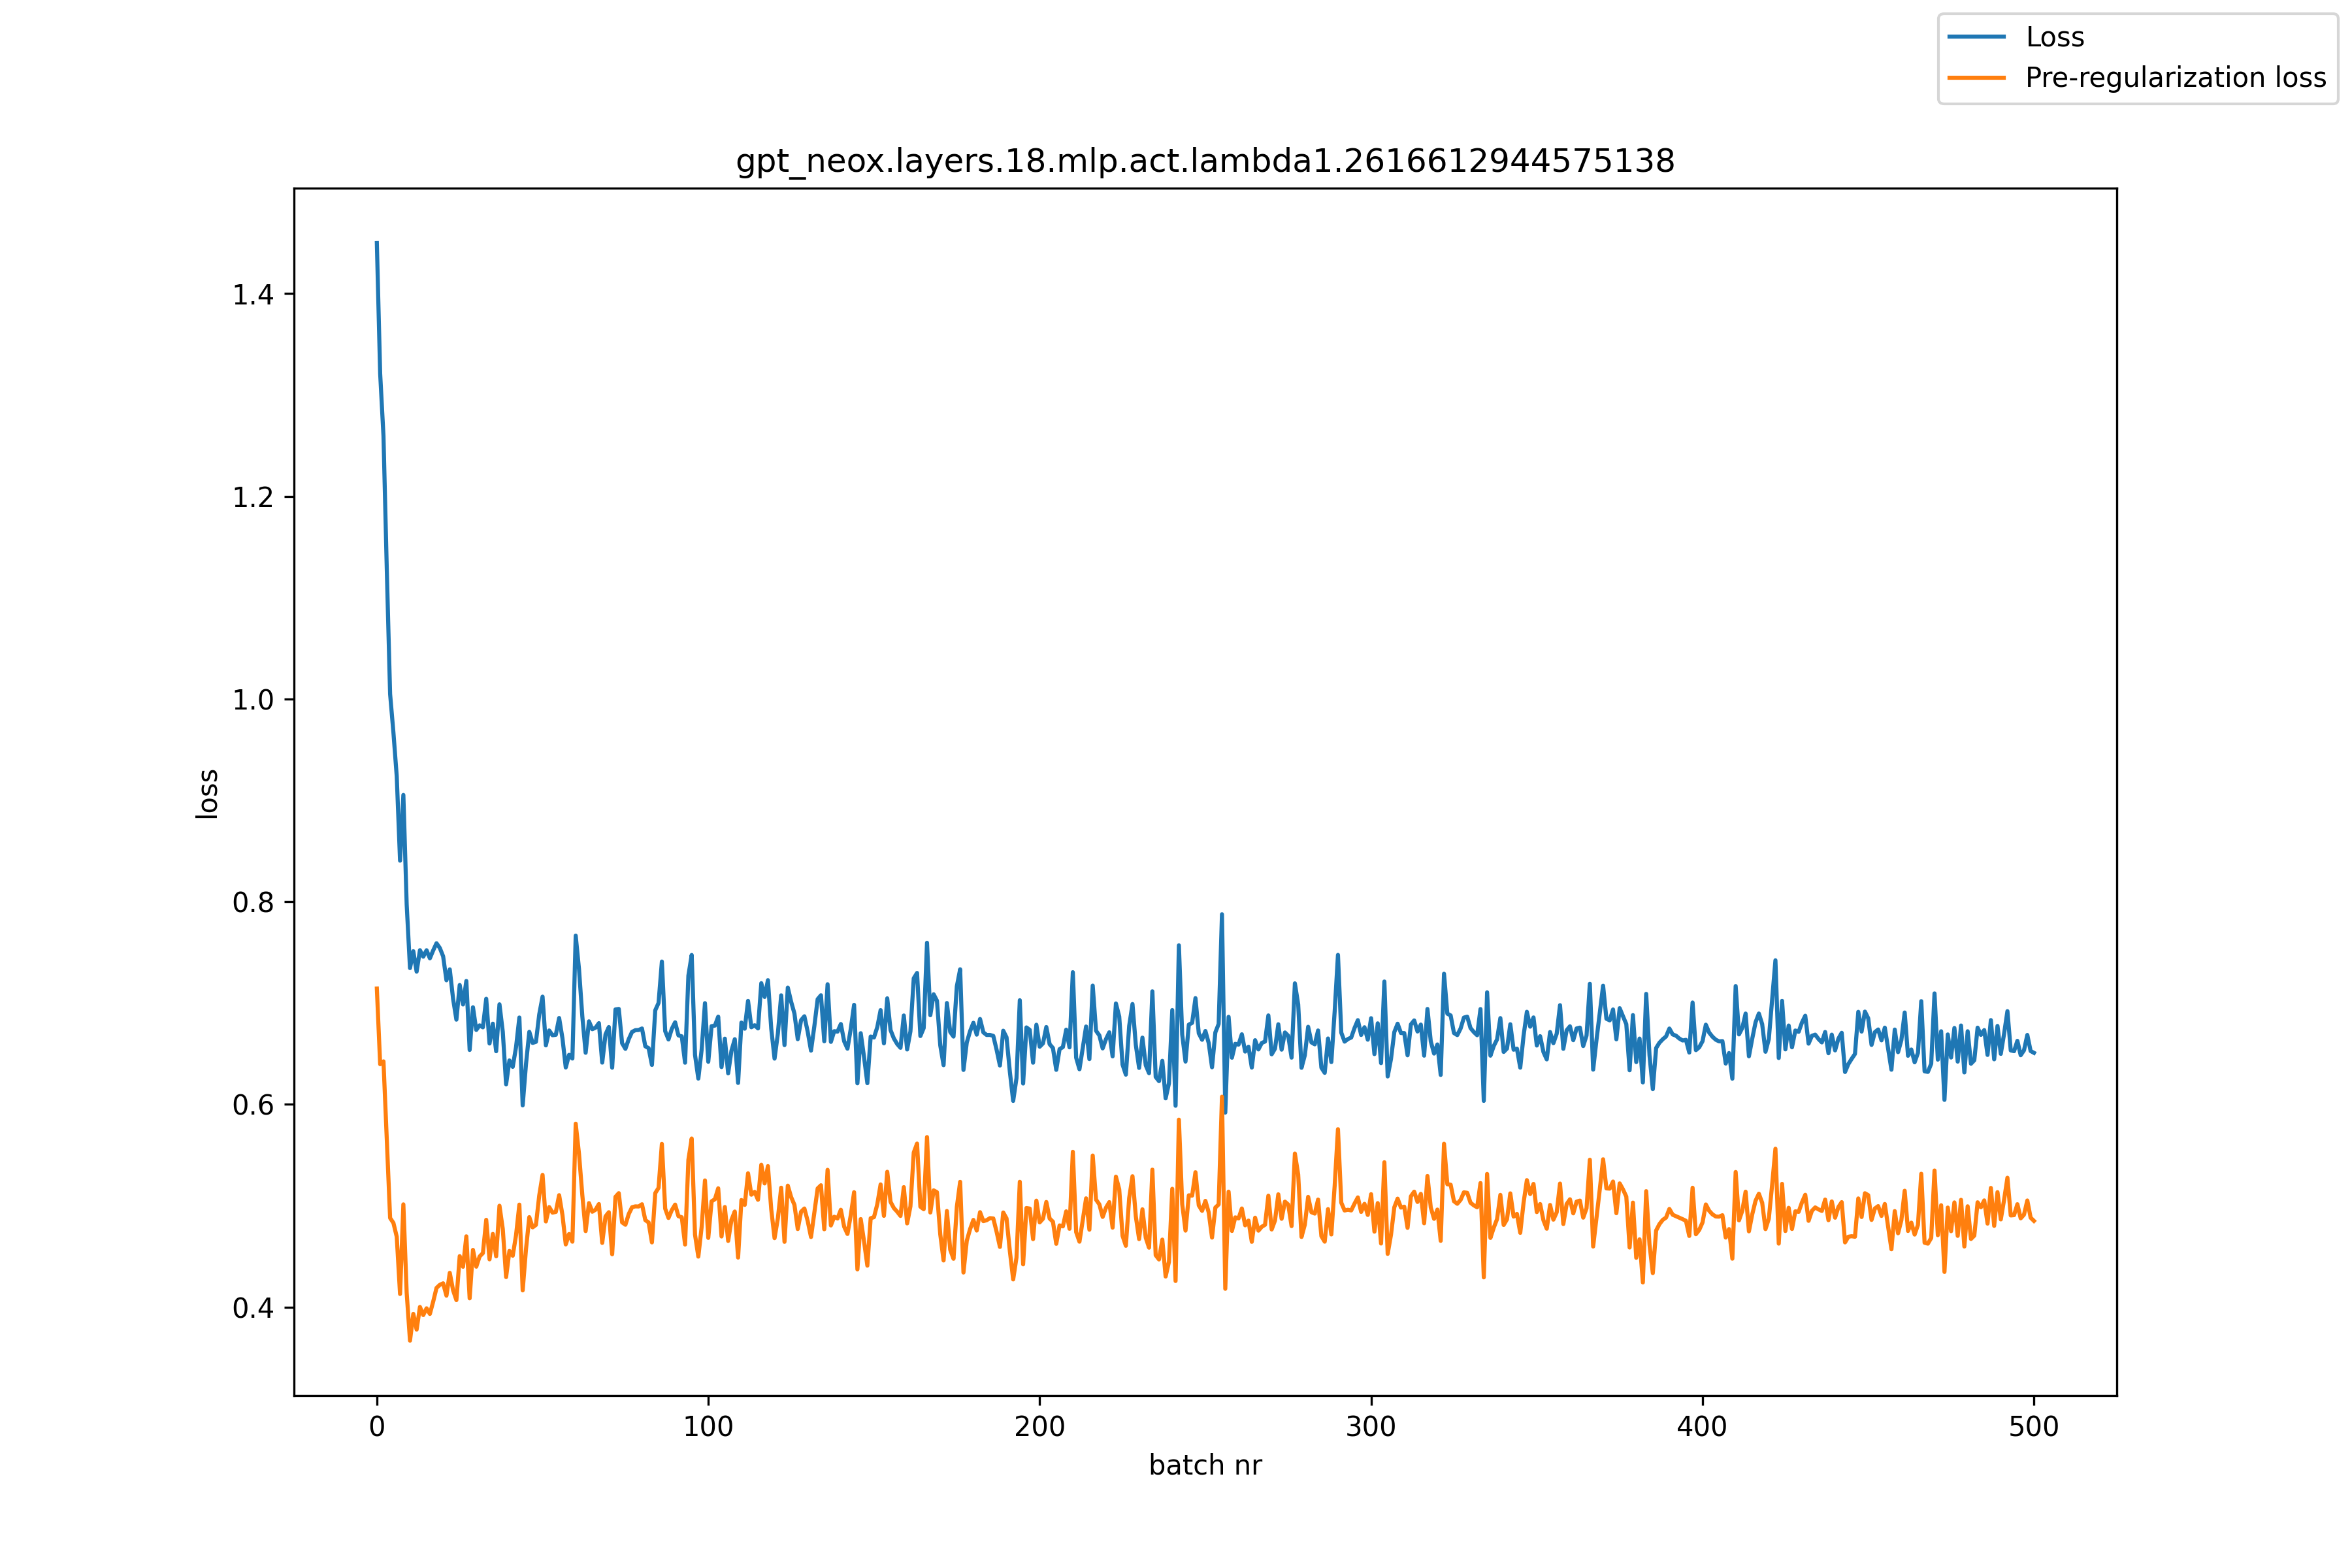 Loss
Pre-regularization loss
gpt_neox.layers.18.mlp.act.lambda1.2616612944575138
1.4
1.2
1.0
0.8
0.6
0.4
loss
0 100 200 300 400 500
batch nr